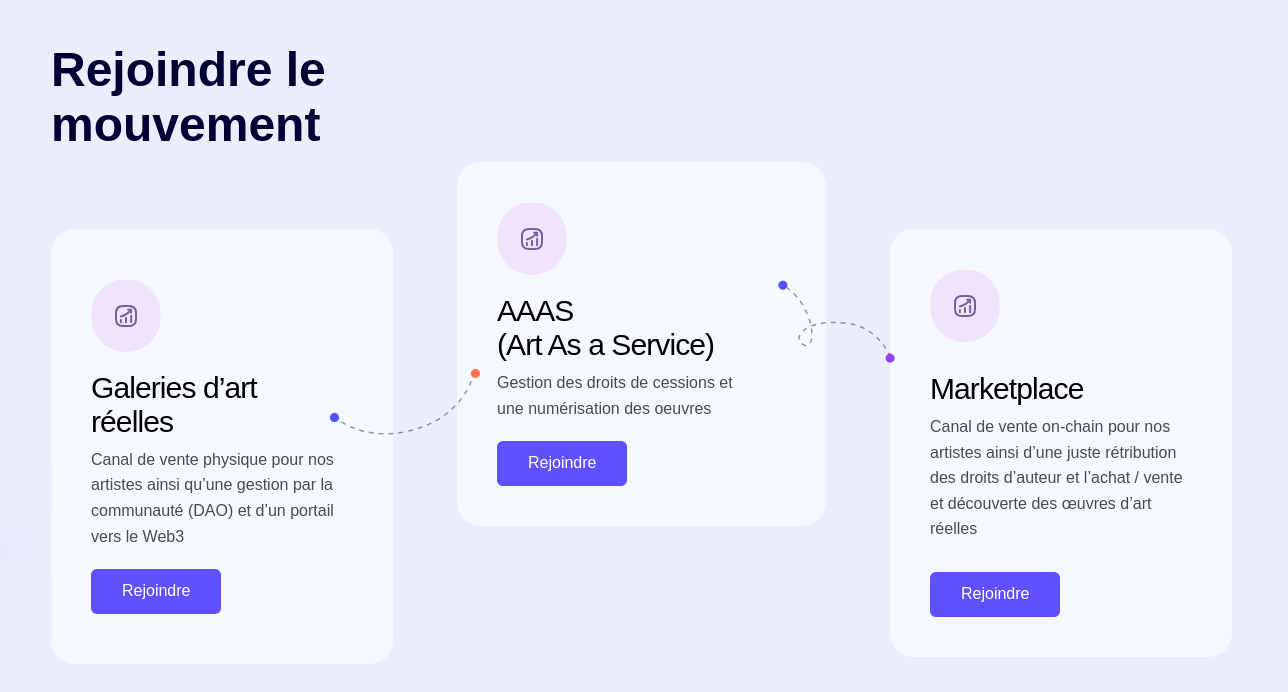 Rejoindre le
mouvement
Galeries d’art
réelles
Canal de vente physique pour nos
artistes ainsi qu’une gestion par la
communauté (DAO) et d’un portail
vers le Web3
Rejoindre
AAAS
(Art As a Service)
Gestion des droits de cessions et
une numérisation des oeuvres
Rejoindre
Marketplace
Canal de vente on-chain pour nos
artistes ainsi d’une juste rétribution
des droits d’auteur et l’achat / vente
et découverte des œuvres d’art
réelles
Rejoindre